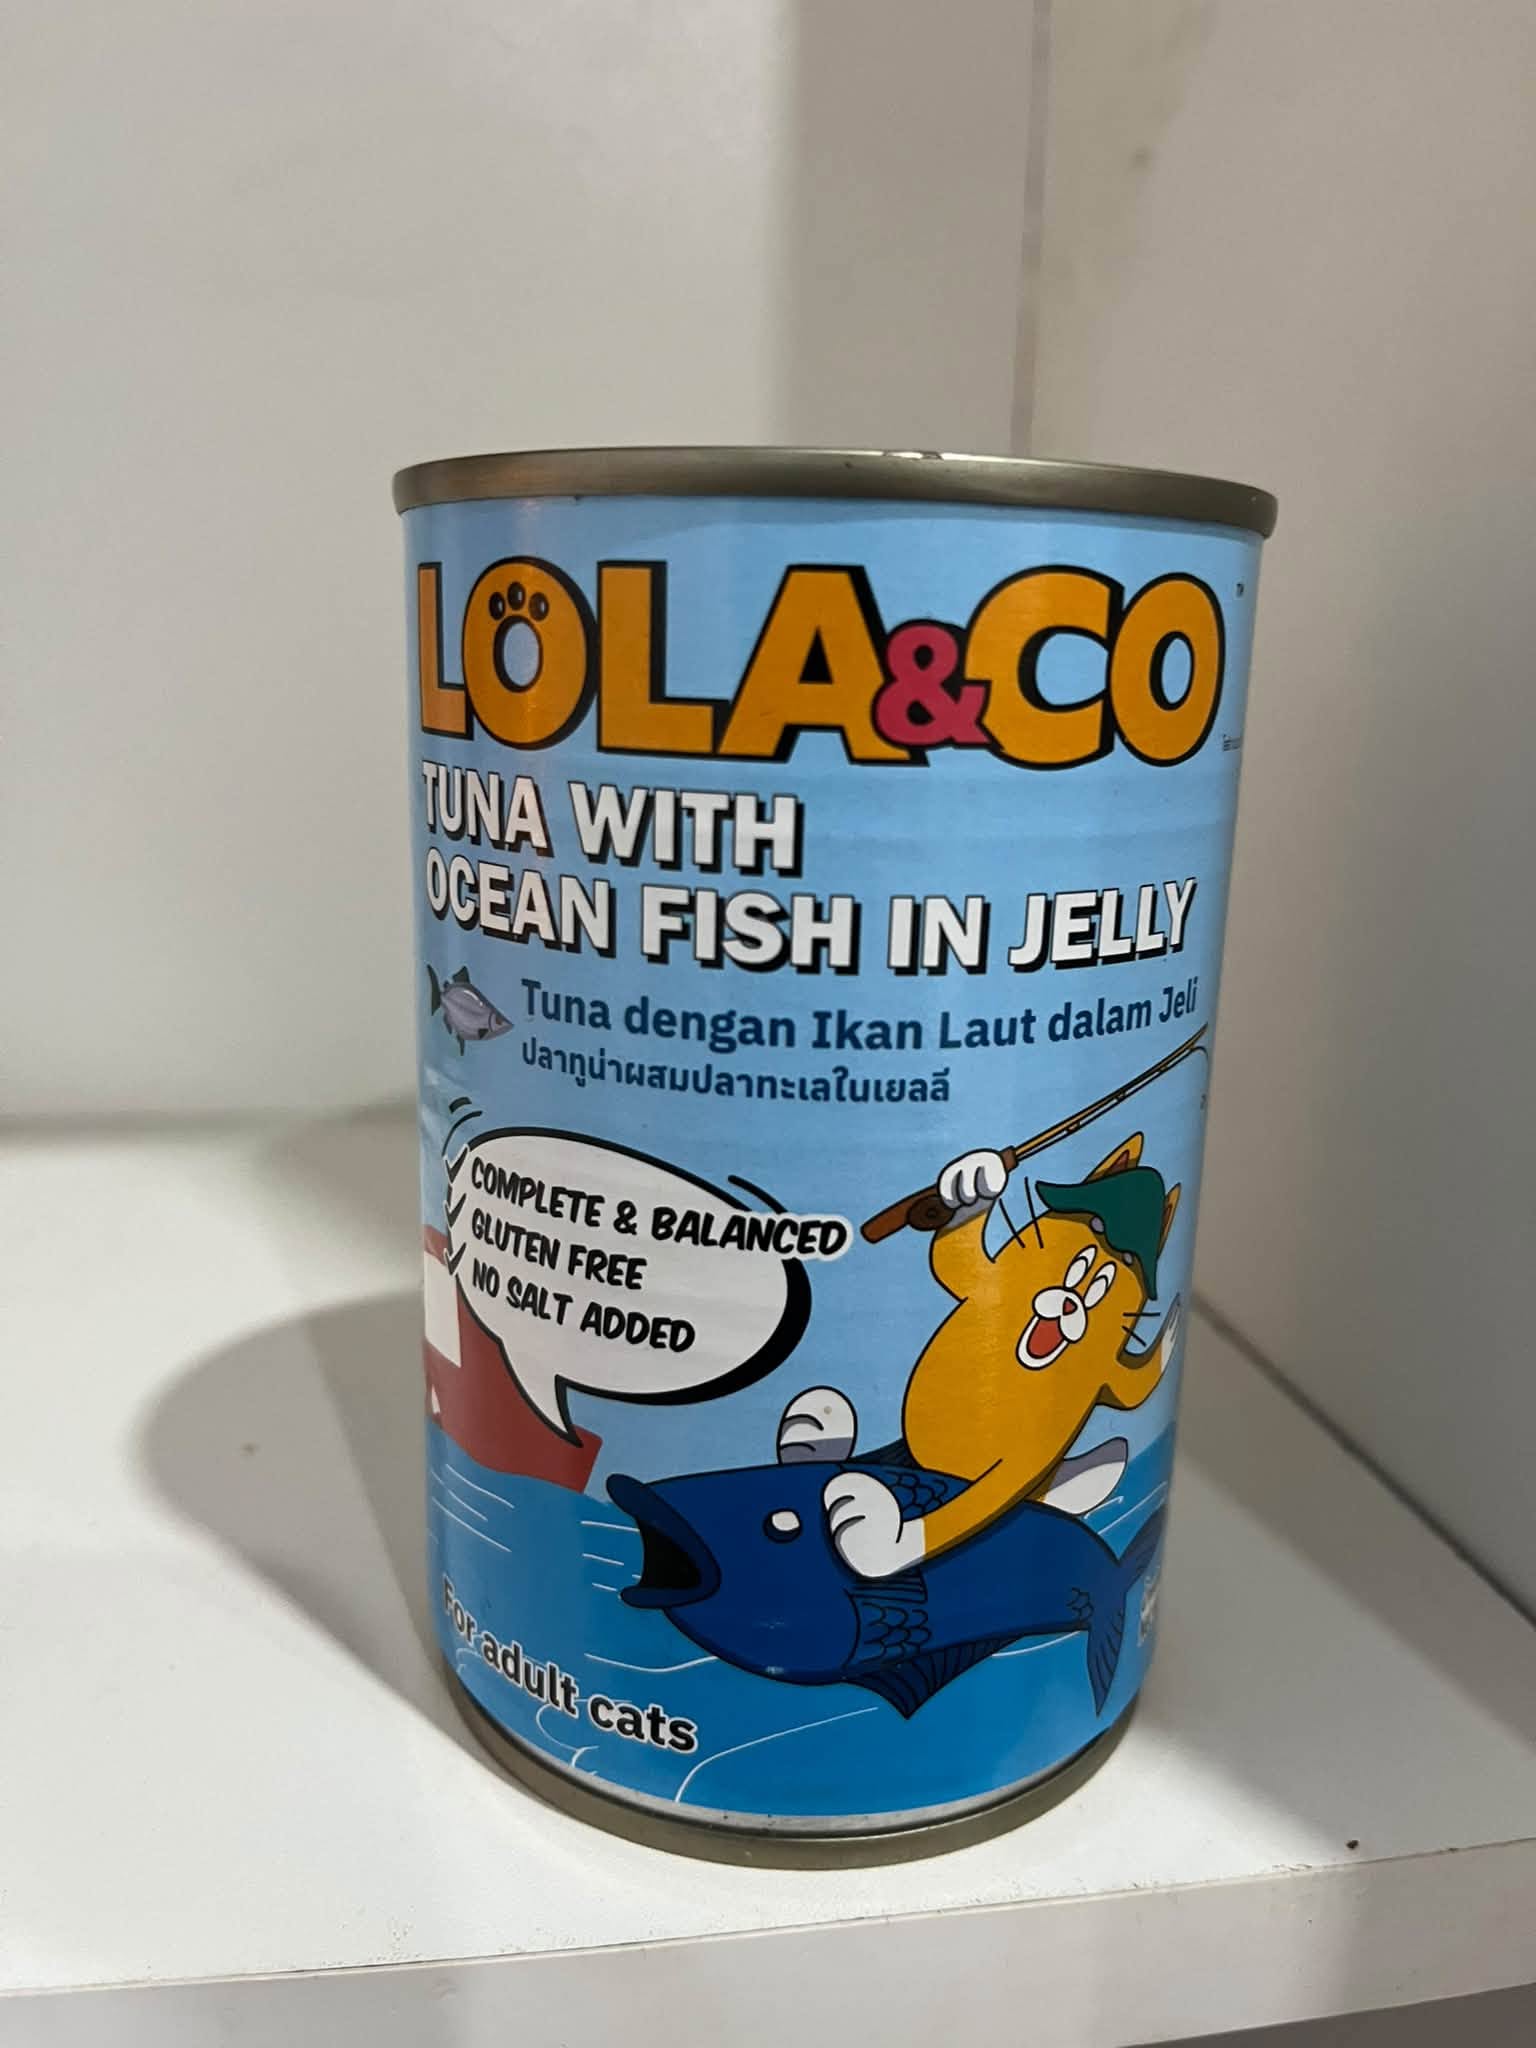 LOLA&CO
TUNA WITH
OCEAN FISH IN JELLY
Tuna dengan Ikan Laut dalam Jeli
ปลาทูน่าผสมปลาทะเลในเยลลี
COMPLETE & BALANCED
GLUTEN FREE
NO SALT ADDED
For adult cats